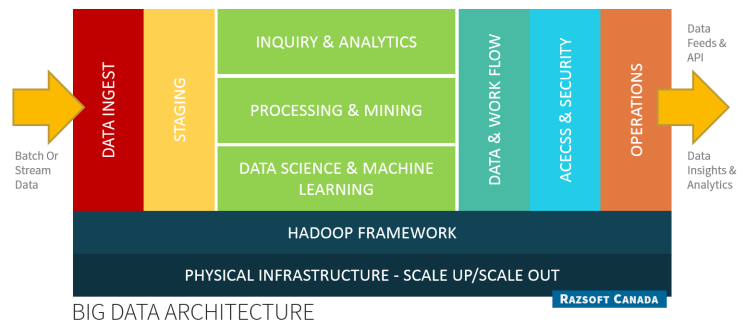 Batch Or
Stream
Data
DATA INGEST
STAGING
INQUIRY & ANALYTICS
PROCESSING & MINING
DATA SCIENCE & MACHINE
LEARNING
DATA & WORK FLOW
ACECSS & SECURITY
OPERATIONS
Data
Feeds &
API
Data
Insights &
Analytics
HADOOP FRAMEWORK
PHYSICAL INFRASTRUCTURE - SCALE UP/SCALE OUT
RAZSOFT CANADA
BIG DATA ARCHITECTURE